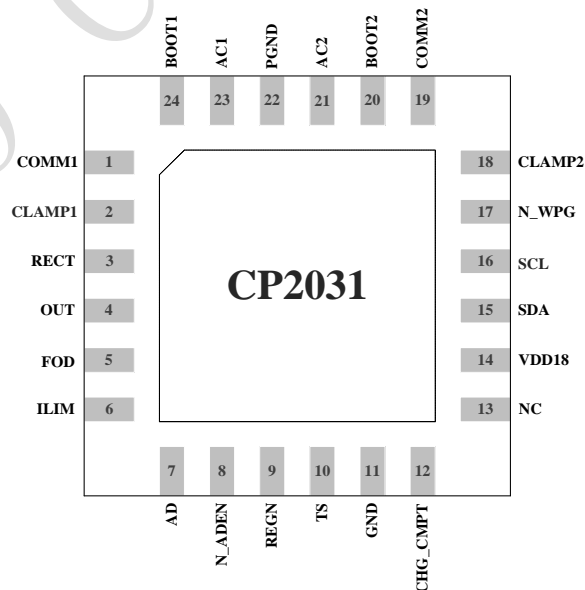 BOOT1
AC1
PGND
AC2
BOOT2
COMM2
24 23 22 21 20 19
COMM1 1
CLAMP1 2
RECT 3
OUT 4
FOD 5
ILIM 6
CP2031
18 CLAMP2
17 N_WPG
16 SCL
15 SDA
14 VDD18
13 NC
7 8 9 10 11 12
AD
N_ADEN
REGN
TS
GND
CHG_CMPT